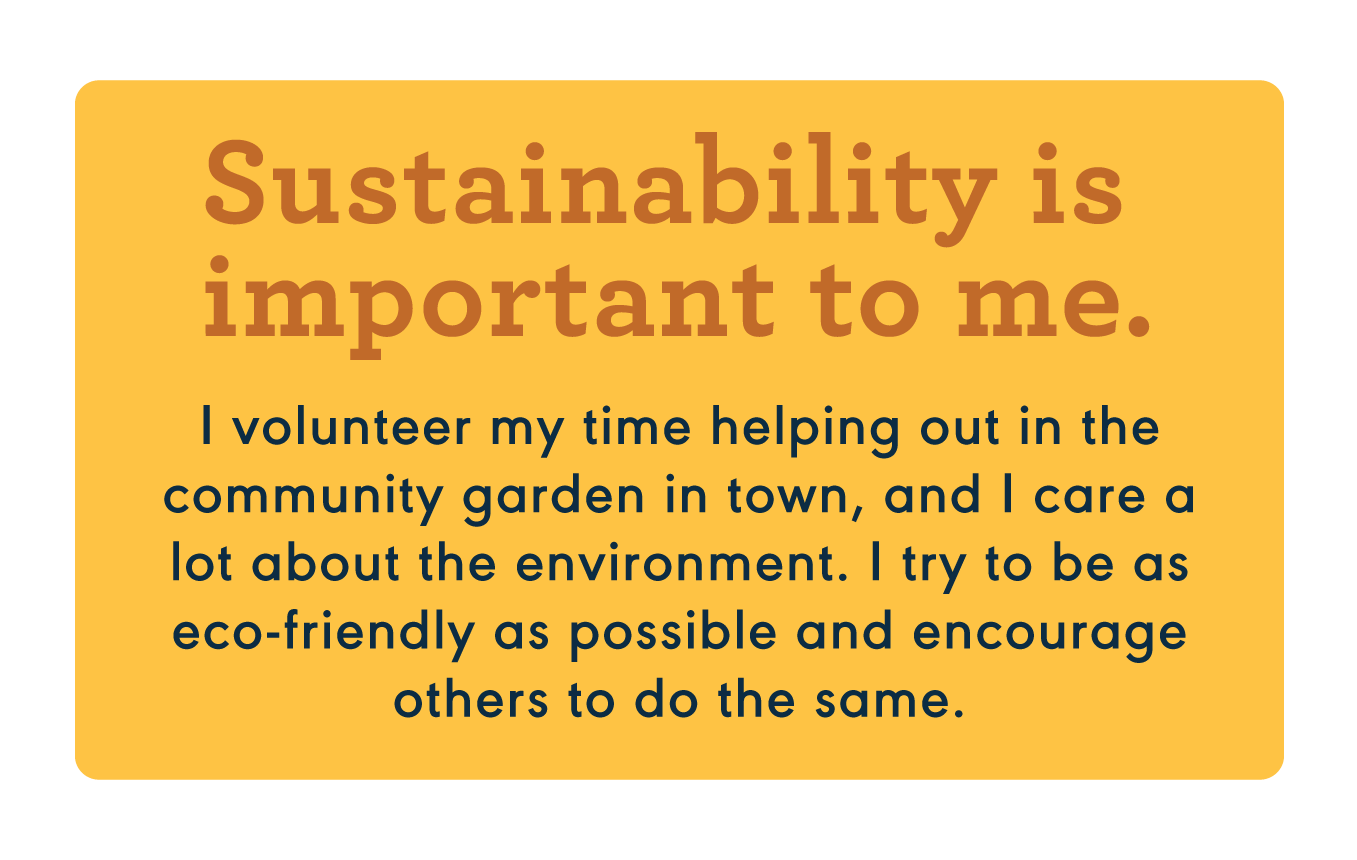 Sustainability is
important to me.
I volunteer my time helping out in the
community garden in town, and I care a
lot about the environment. I try to be as
eco-friendly as possible and encourage
others to do the same.